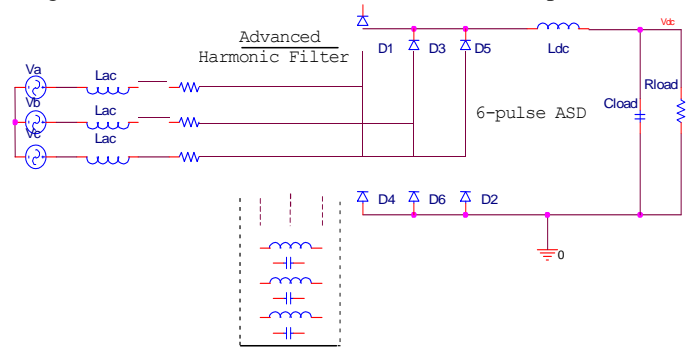 Vdc
Advanced
Harmonic Filter
D1
D3
D5
Ldc
Va
Lac
Rload
Cload
6-pulse ASD
Vb
Lac
Vc
Lac
D4
D6
D2
0